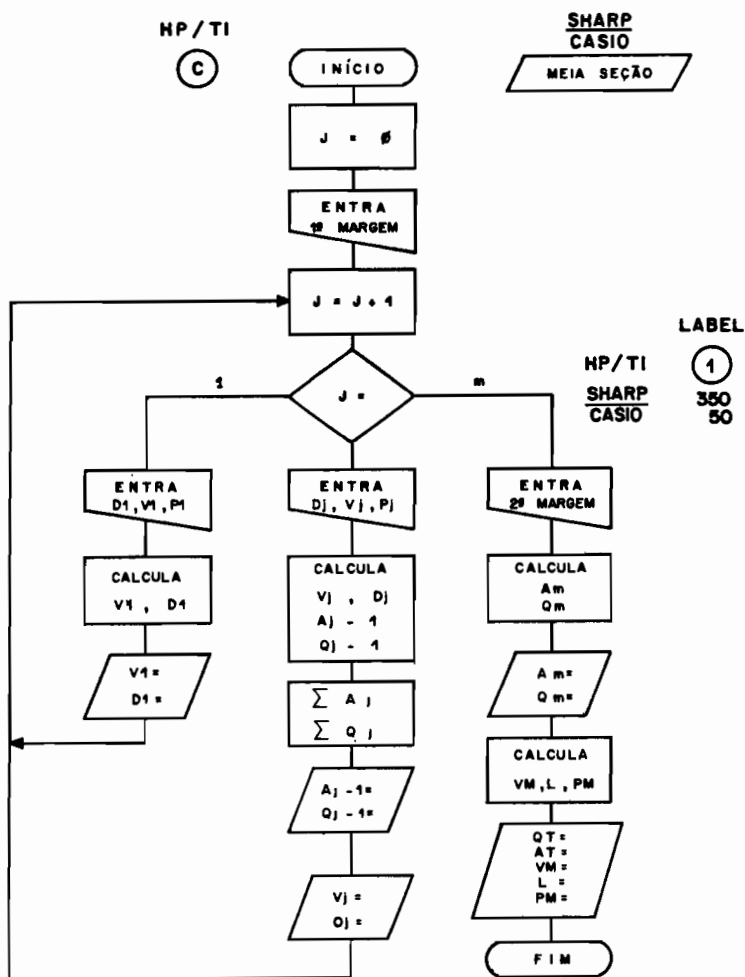 HP/TI
C
INÍCIO
SHARP
CASIO
MEIA SEÇÃO
J = Ø
ENTRA
1ª MARGEM
J = J + 1
LABEL
HP/TI
1
SHARP
CASIO
350
50
1
J =
m
ENTRA
D1, V1, P1
ENTRA
Dj, Vj, Pj
ENTRA
2ª MARGEM
CALCULA
V1, D1
CALCULA
Vj, Dj
Aj - 1
Qj - 1
CALCULA
Am
Qm
V1=
D1=
Σ Aj
Σ Qj
Am=
Qm=
Aj -1=
Qj -1=
CALCULA
VM, L, PM
Vj =
Oj=
QT=
AT=
VM=
L =
PM=
FIM